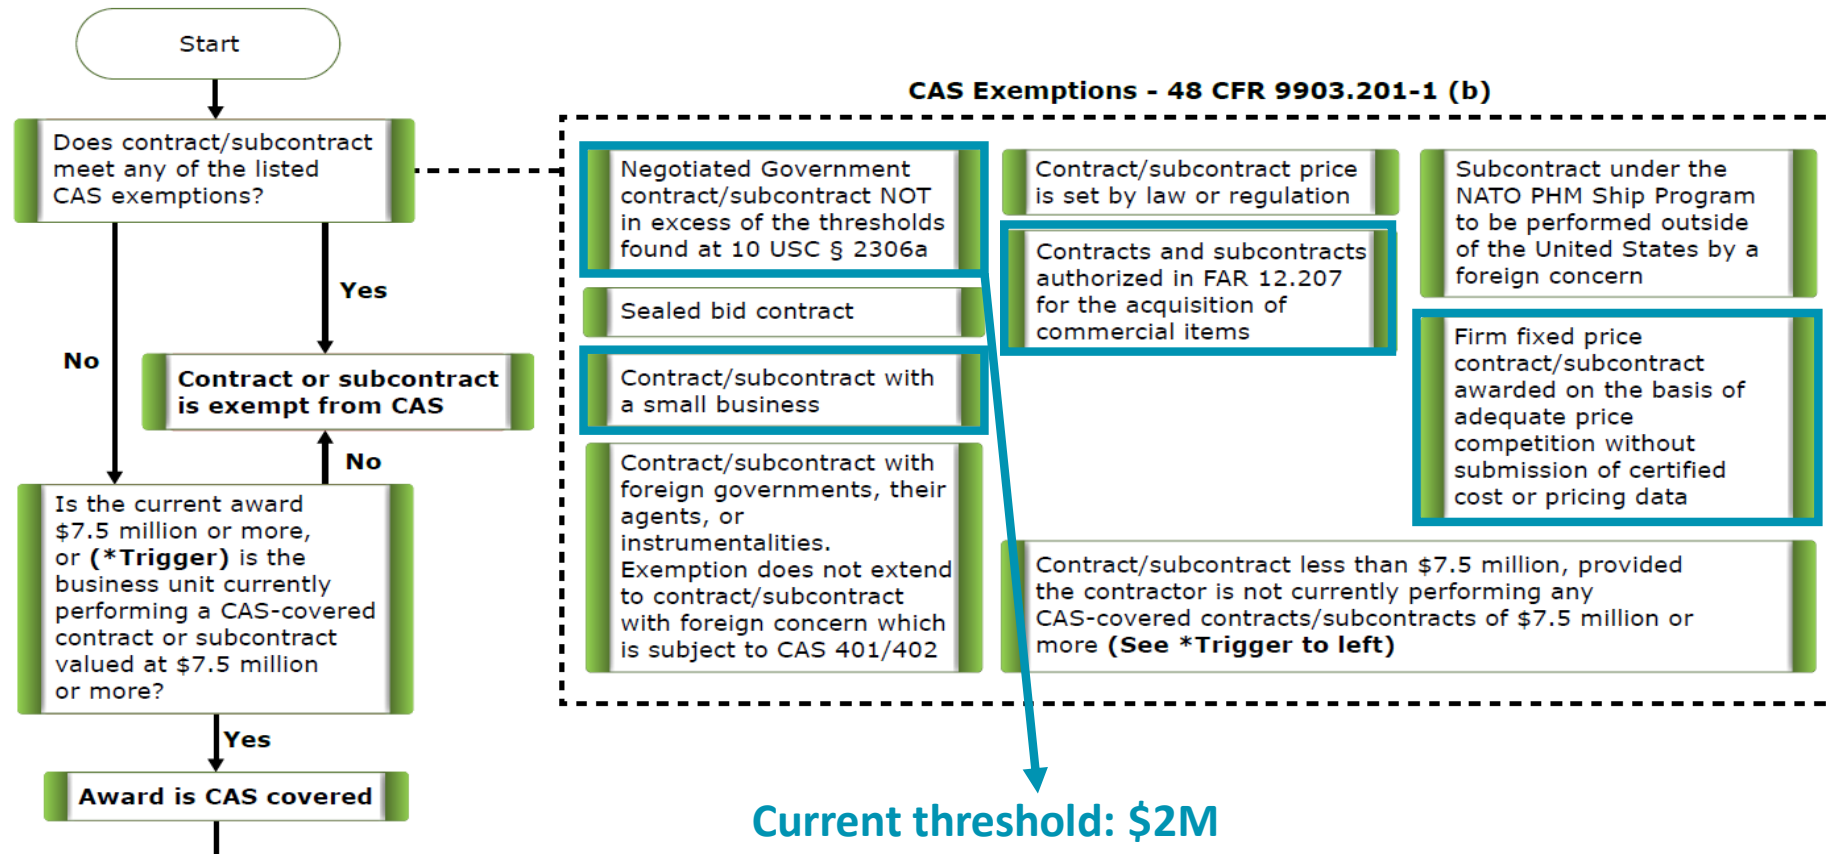 Start
Does contract/subcontract
meet any of the listed
CAS exemptions?
Yes
No
Contract or subcontract
is exempt from CAS
No
Is the current award
$7.5 million or more,
or (*Trigger) is the
business unit currently
performing a CAS-covered
contract or subcontract
valued at $7.5 million
or more?
Yes
Award is CAS covered
CAS Exemptions - 48 CFR 9903.201-1 (b)
Negotiated Government
contract/subcontract NOT
in excess of the thresholds
found at 10 USC § 2306a
Sealed bid contract
Contract/subcontract with
a small business
Contract/subcontract with
foreign governments, their
agents, or
instrumentalities.
Exemption does not extend
to contract/subcontract
with foreign concern which
is subject to CAS 401/402
Contract/subcontract price
is set by law or regulation
Contracts and subcontracts
authorized in FAR 12.207
for the acquisition of
commercial items
Subcontract under the
NATO PHM Ship Program
to be performed outside
of the United States by a
foreign concern
Firm fixed price
contract/subcontract
awarded on the basis of
adequate price
competition without
submission of certified
cost or pricing data
Contract/subcontract less than $7.5 million, provided
the contractor is not currently performing any
CAS-covered contracts/subcontracts of $7.5 million or
more (See *Trigger to left)
Current threshold: $2M